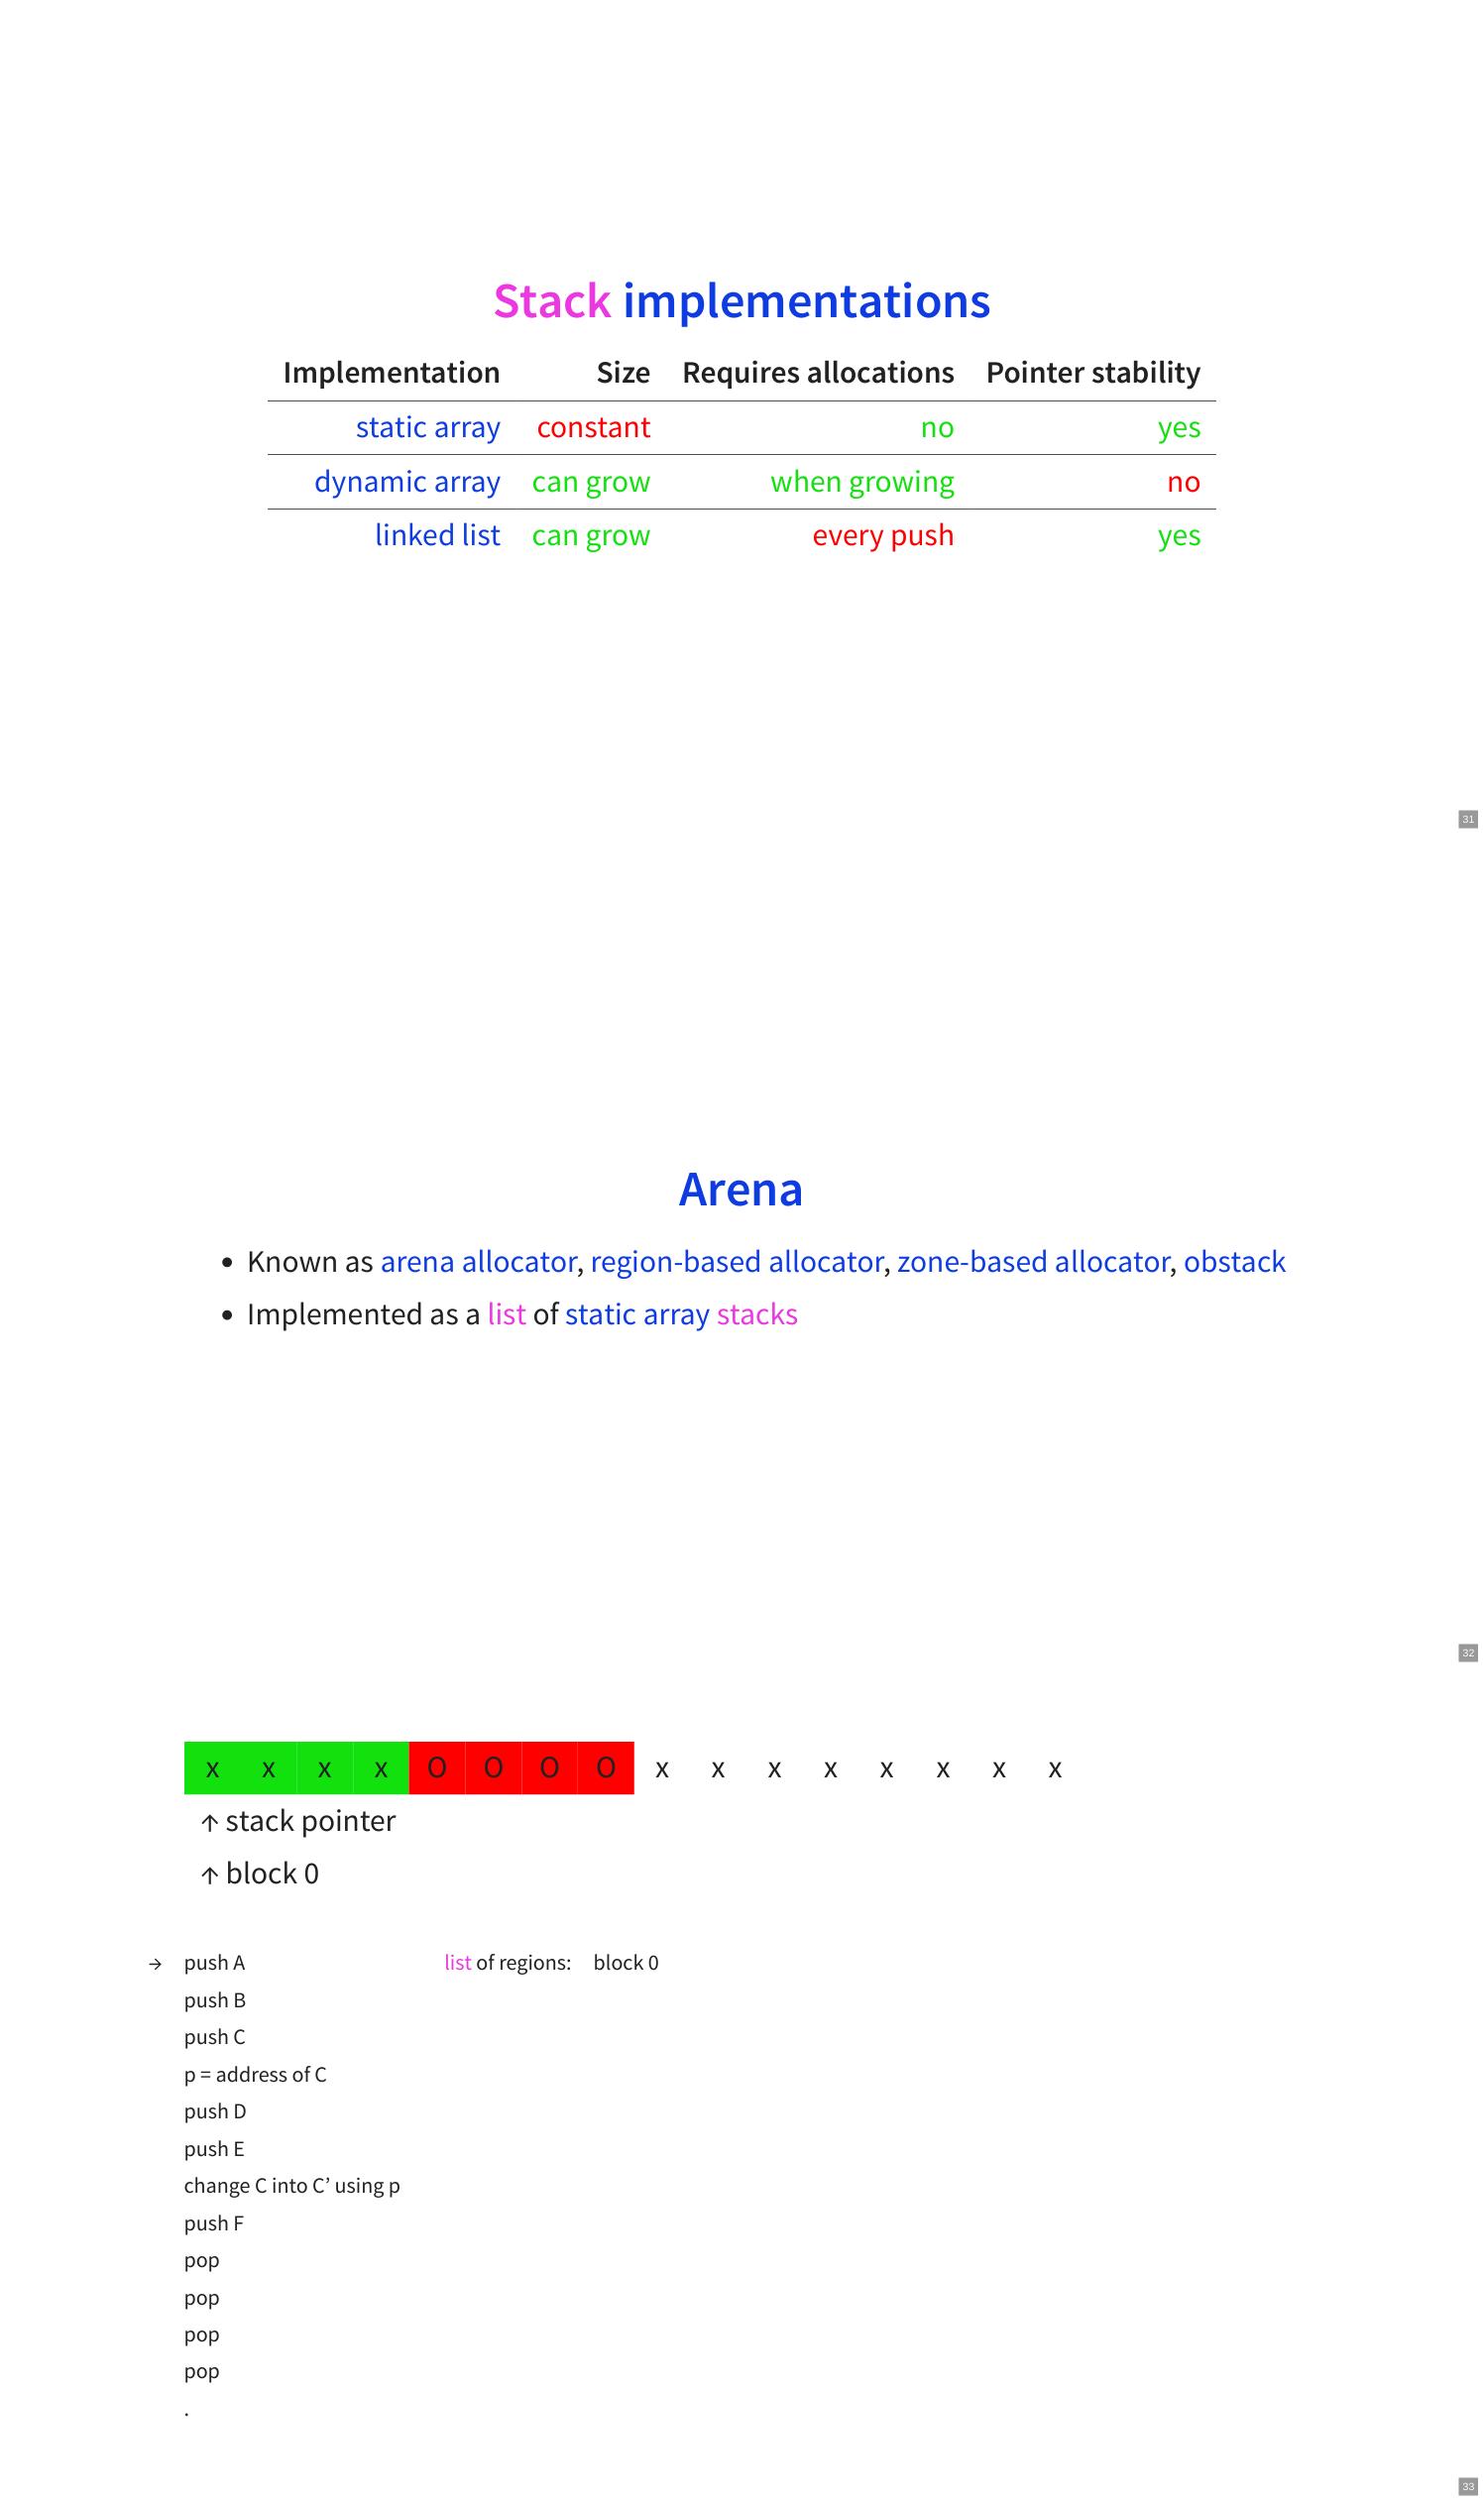 Stack implementations
Implementation Size Requires allocations Pointer stability
static array constant no yes
dynamic array can grow when growing no
linked list can grow every push yes
31
Arena
• Known as arena allocator, region-based allocator, zone-based allocator, obstack
• Implemented as a list of static array stacks
32
x x x x O O O O x x x x x x x x
↑ stack pointer
↑ block 0
→ push A list of regions: block 0
push B
push C
p = address of C
push D
push E
change C into C’ using p
push F
pop
pop
pop
pop
.
33